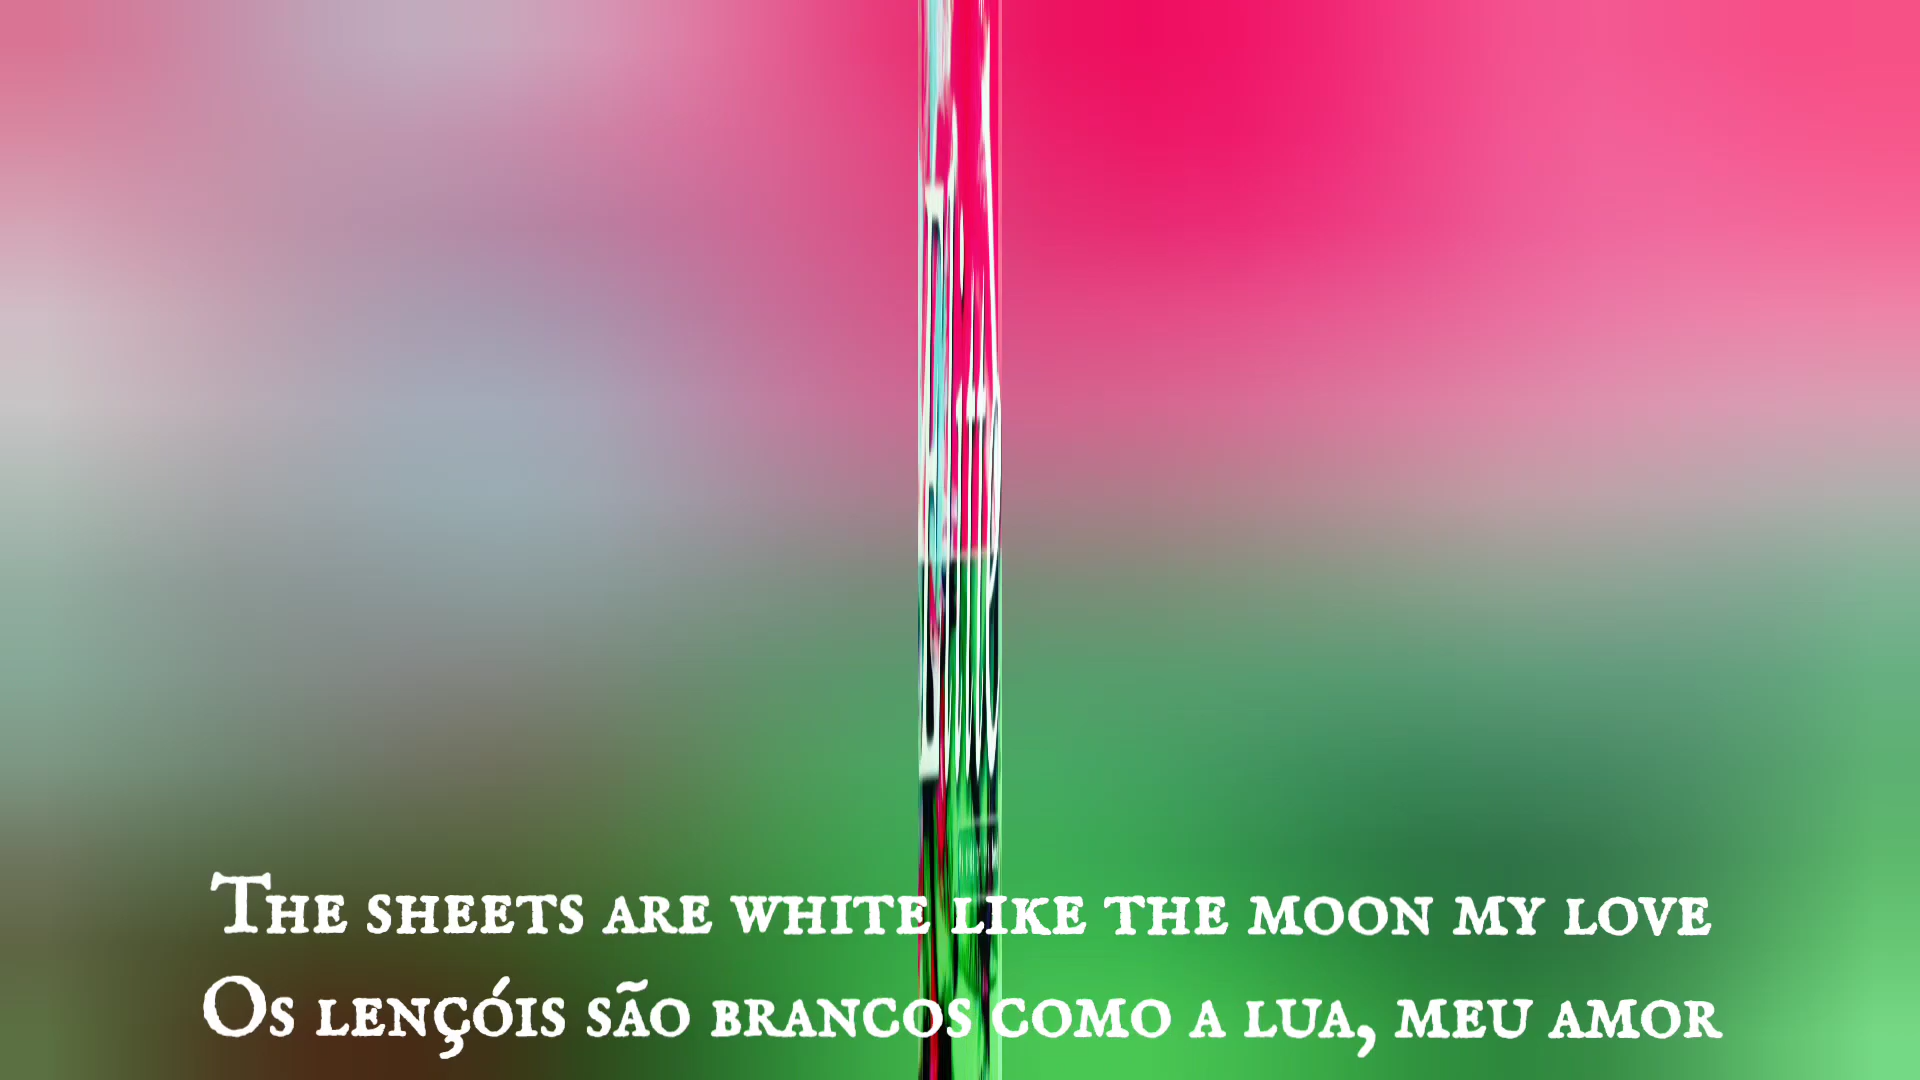 The sheets are white like the moon my love
Os lençóis são brancos como a lua, meu amor